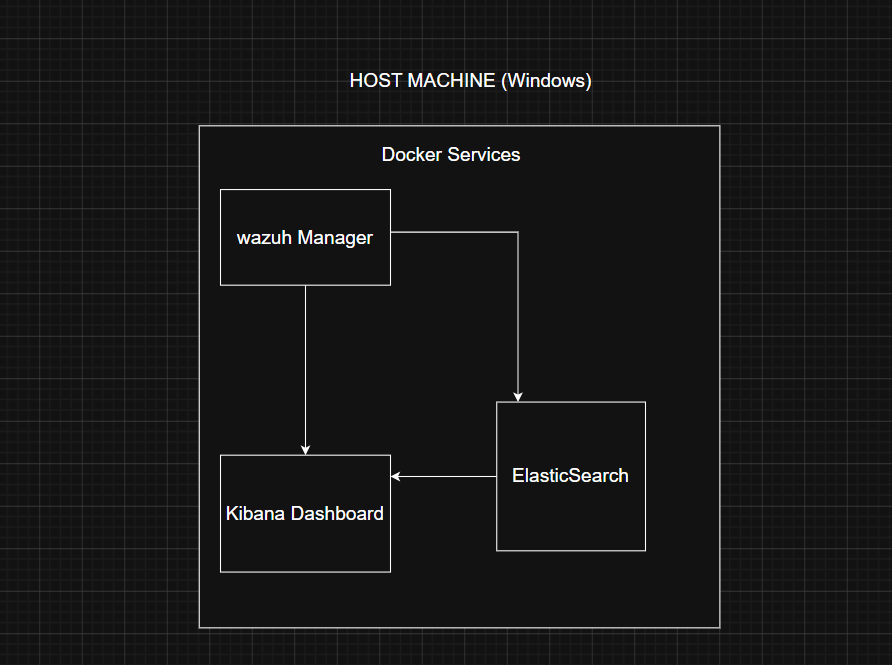 HOST MACHINE (Windows)
Docker Services
wazuh Manager
ElasticSearch
Kibana Dashboard